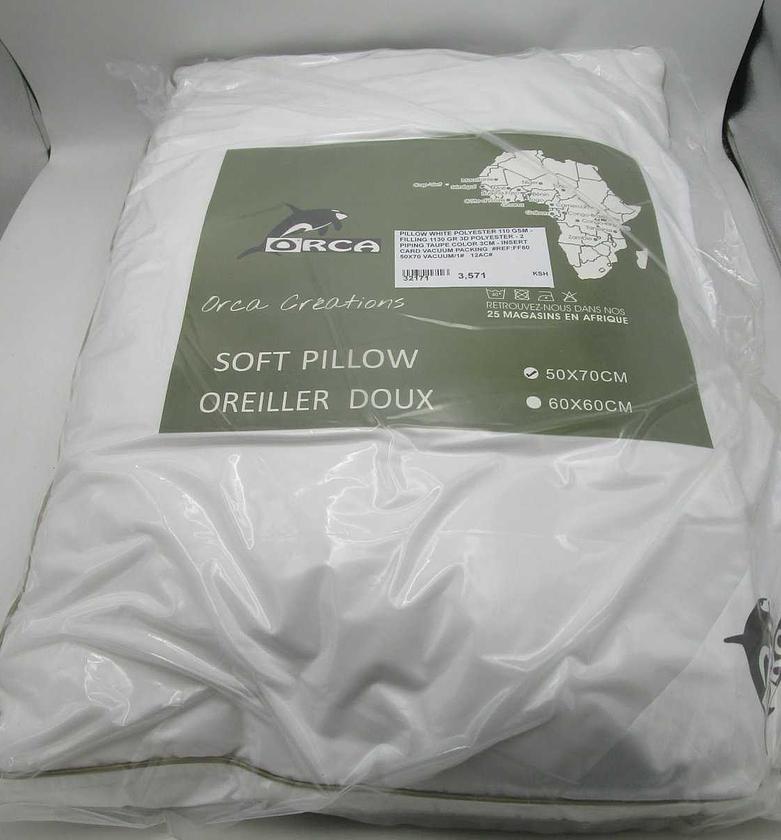 ORCA
PILLOW WHITE POLYESTER 110 GSM -
FILLING 1130 GR 3D POLYESTER - 2
PIPING TAUPE COLOR 3CM - INSERT
CARD VACUUM PACKING #REF:FF60
50X70 VACUUM/1# 12AC#
32171
3,571
KSH
Orca Creations
RETROUVEZ-NOUS DANS NOS
25 MAGASINS EN AFRIQUE
SOFT PILLOW
OREILLER DOUX
50X70CM
60X60CM